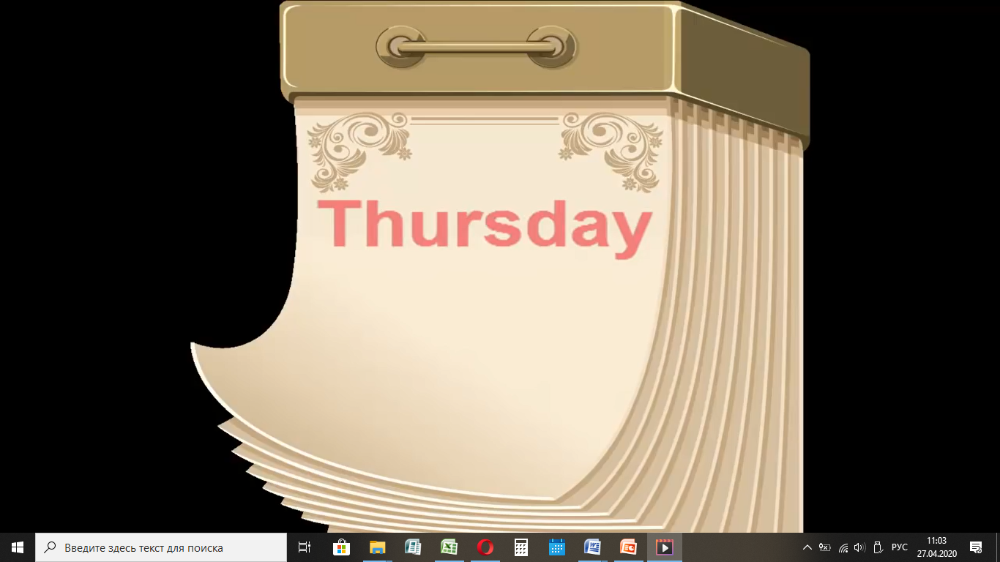 Thursday
Введите здесь текст для поиска
РУС
11:03
27.04.2020